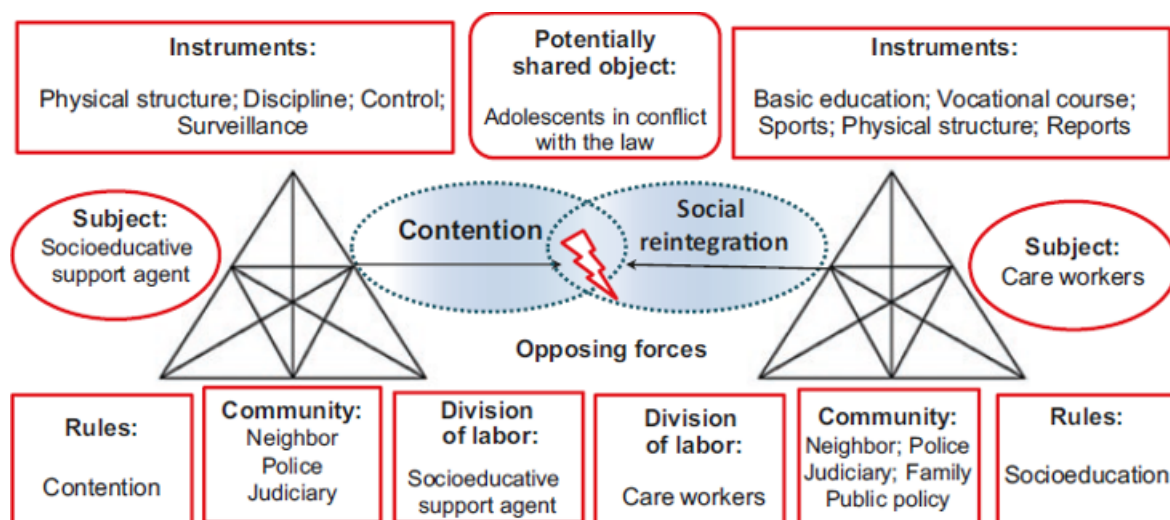 Instruments:
Physical structure; Discipline; Control;
Surveillance
Potentially
shared object:
Adolescents in conflict
with the law
Instruments:
Basic education; Vocational course;
Sports; Physical structure; Reports
Subject:
Socioeducative
support agent
Contention
Social
reintegration
Subject:
Care workers
Opposing forces
Rules:
Contention
Community:
Neighbor
Police
Judiciary
Division
of labor:
Socioeducative
support agent
Division
of labor:
Care workers
Community:
Neighbor; Police
Judiciary; Family
Public policy
Rules:
Socioeducation